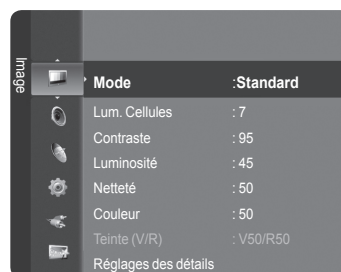 Image
Mode :Standard
Lum. Cellules : 7
Contraste : 95
Luminosité : 45
Netteté : 50
Couleur : 50
Teinte (V/R) : V50/R50
Réglages des détails